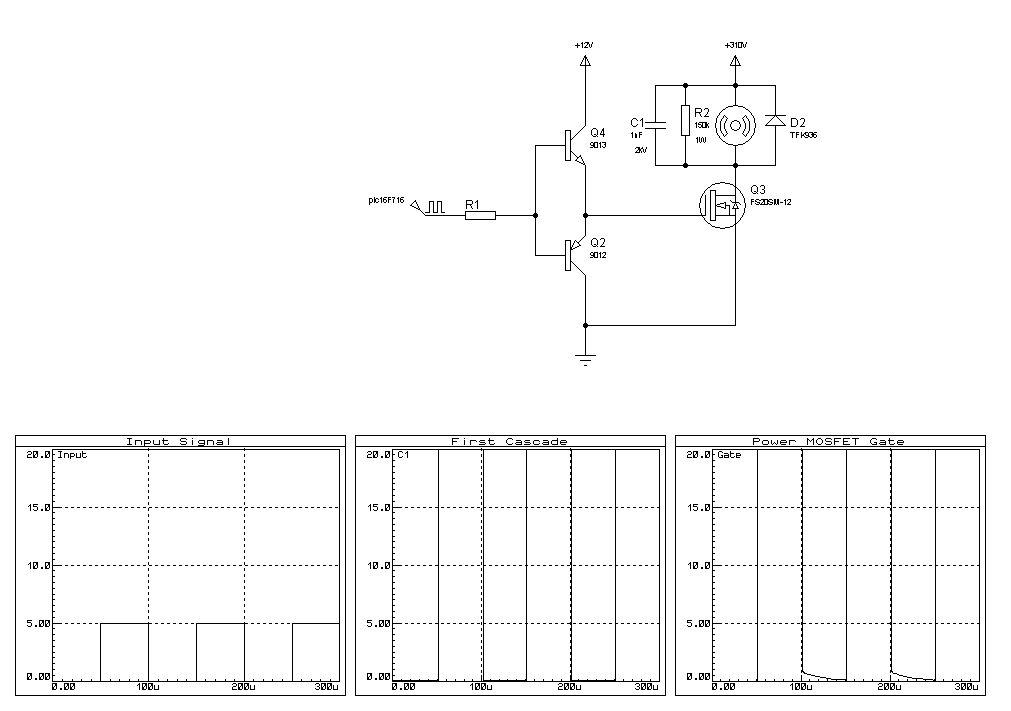 +12V
+310V
Q4
9013
C1
1nF
2kV
R2
150k
1W
D2
TFK936
pic16F716
R1
Q3
FS20SM-12
Q2
9012
Input Signal
20.0
Input
15.0
10.0
5.00
0.00
0.00 100u 200u 300u
First Cascade
20.0
C1
15.0
10.0
5.00
0.00
0.00 100u 200u 300u
Power MOSFET Gate
20.0
Gate
15.0
10.0
5.00
0.00
0.00 100u 200u 300u